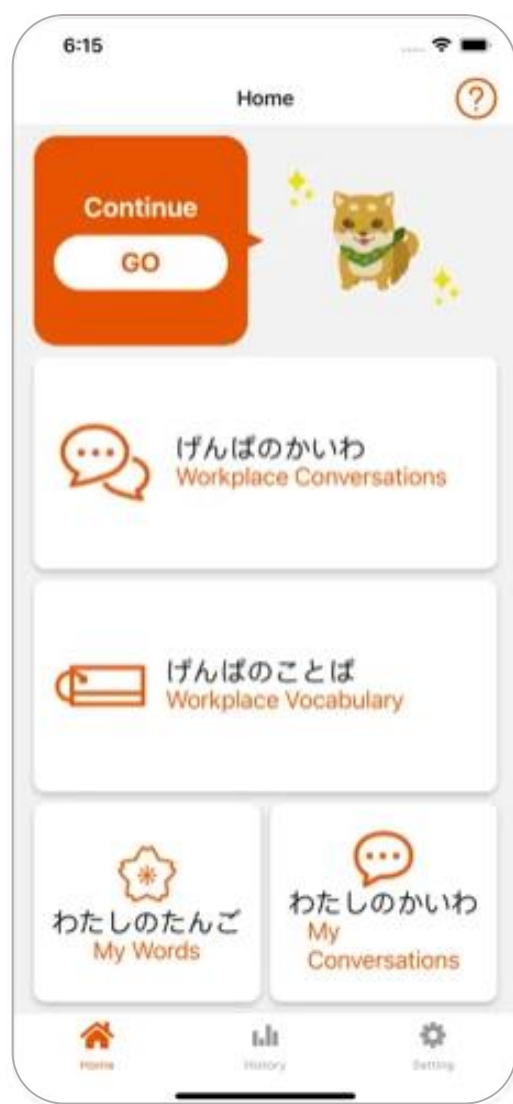 6:15
Home
?
Continue
GO
げんばのかいわ
Workplace Conversations
げんばのことば
Workplace Vocabulary
わたしのたんご
My Words
わたしのかいわ
My
Conversations
Home
History
Setting